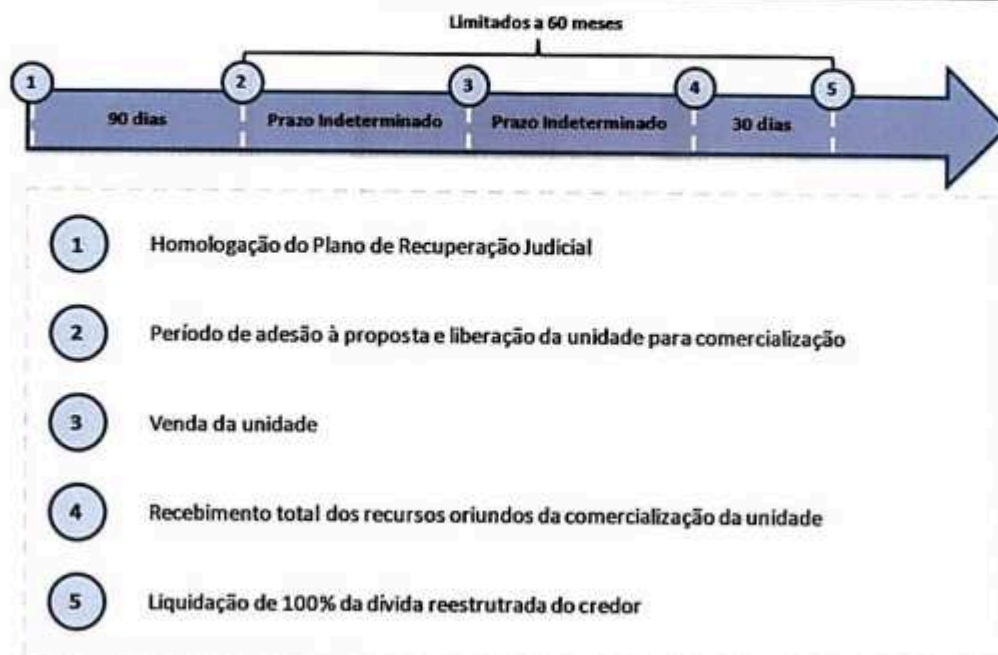 Limitados a 60 meses
1 2 3 4 5
90 dias Prazo Indeterminado Prazo Indeterminado 30 dias
1 Homologação do Plano de Recuperação Judicial
2 Período de adesão à proposta e liberação da unidade para comercialização
3 Venda da unidade
4 Recebimento total dos recursos oriundos da comercialização da unidade
5 Liquidação de 100% da dívida reestrutrada do credor